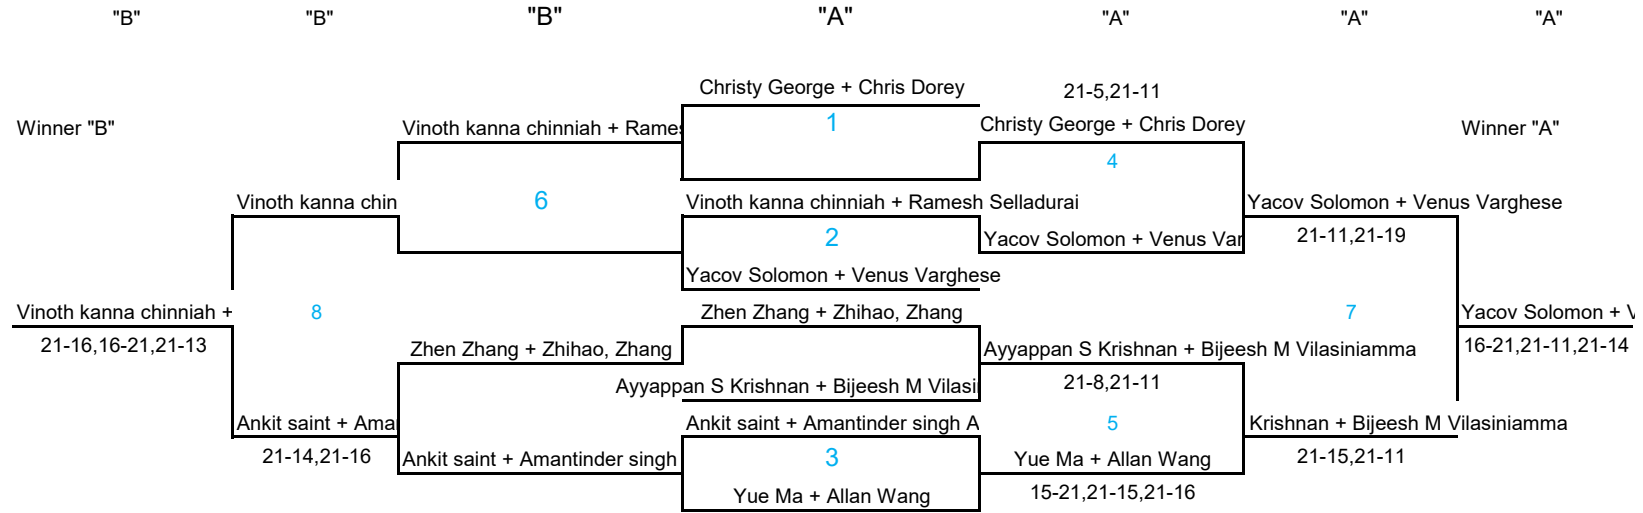 "B" "B" "B" "A" "A" "A" "A"
Christy George + Chris Dorey 21-5,21-11
Winner "B" Vinoth kanna chinniah + Rames 1 Christy George + Chris Dorey Winner "A"
4
Vinoth kanna chin 6 Vinoth kanna chinniah + Ramesh Selladurai Yacov Solomon + Venus Varghese
2 Yacov Solomon + Venus Var 21-11,21-19
Yacov Solomon + Venus Varghese
Vinoth kanna chinniah + 8 Zhen Zhang + Zhihao, Zhang 7 Yacov Solomon + V
21-16,16-21,21-13 Zhen Zhang + Zhihao, Zhang Ayyappan S Krishnan + Bijeesh M Vilasiniamma 16-21,21-11,21-14
Ayyappan S Krishnan + Bijeesh M Vilasi 21-8,21-11
Ankit saint + Ama Ankit saint + Amantinder singh A 5 Krishnan + Bijeesh M Vilasiniamma
21-14,21-16 Ankit saint + Amantinder singh 3 Yue Ma + Allan Wang 21-15,21-11
Yue Ma + Allan Wang 15-21,21-15,21-16